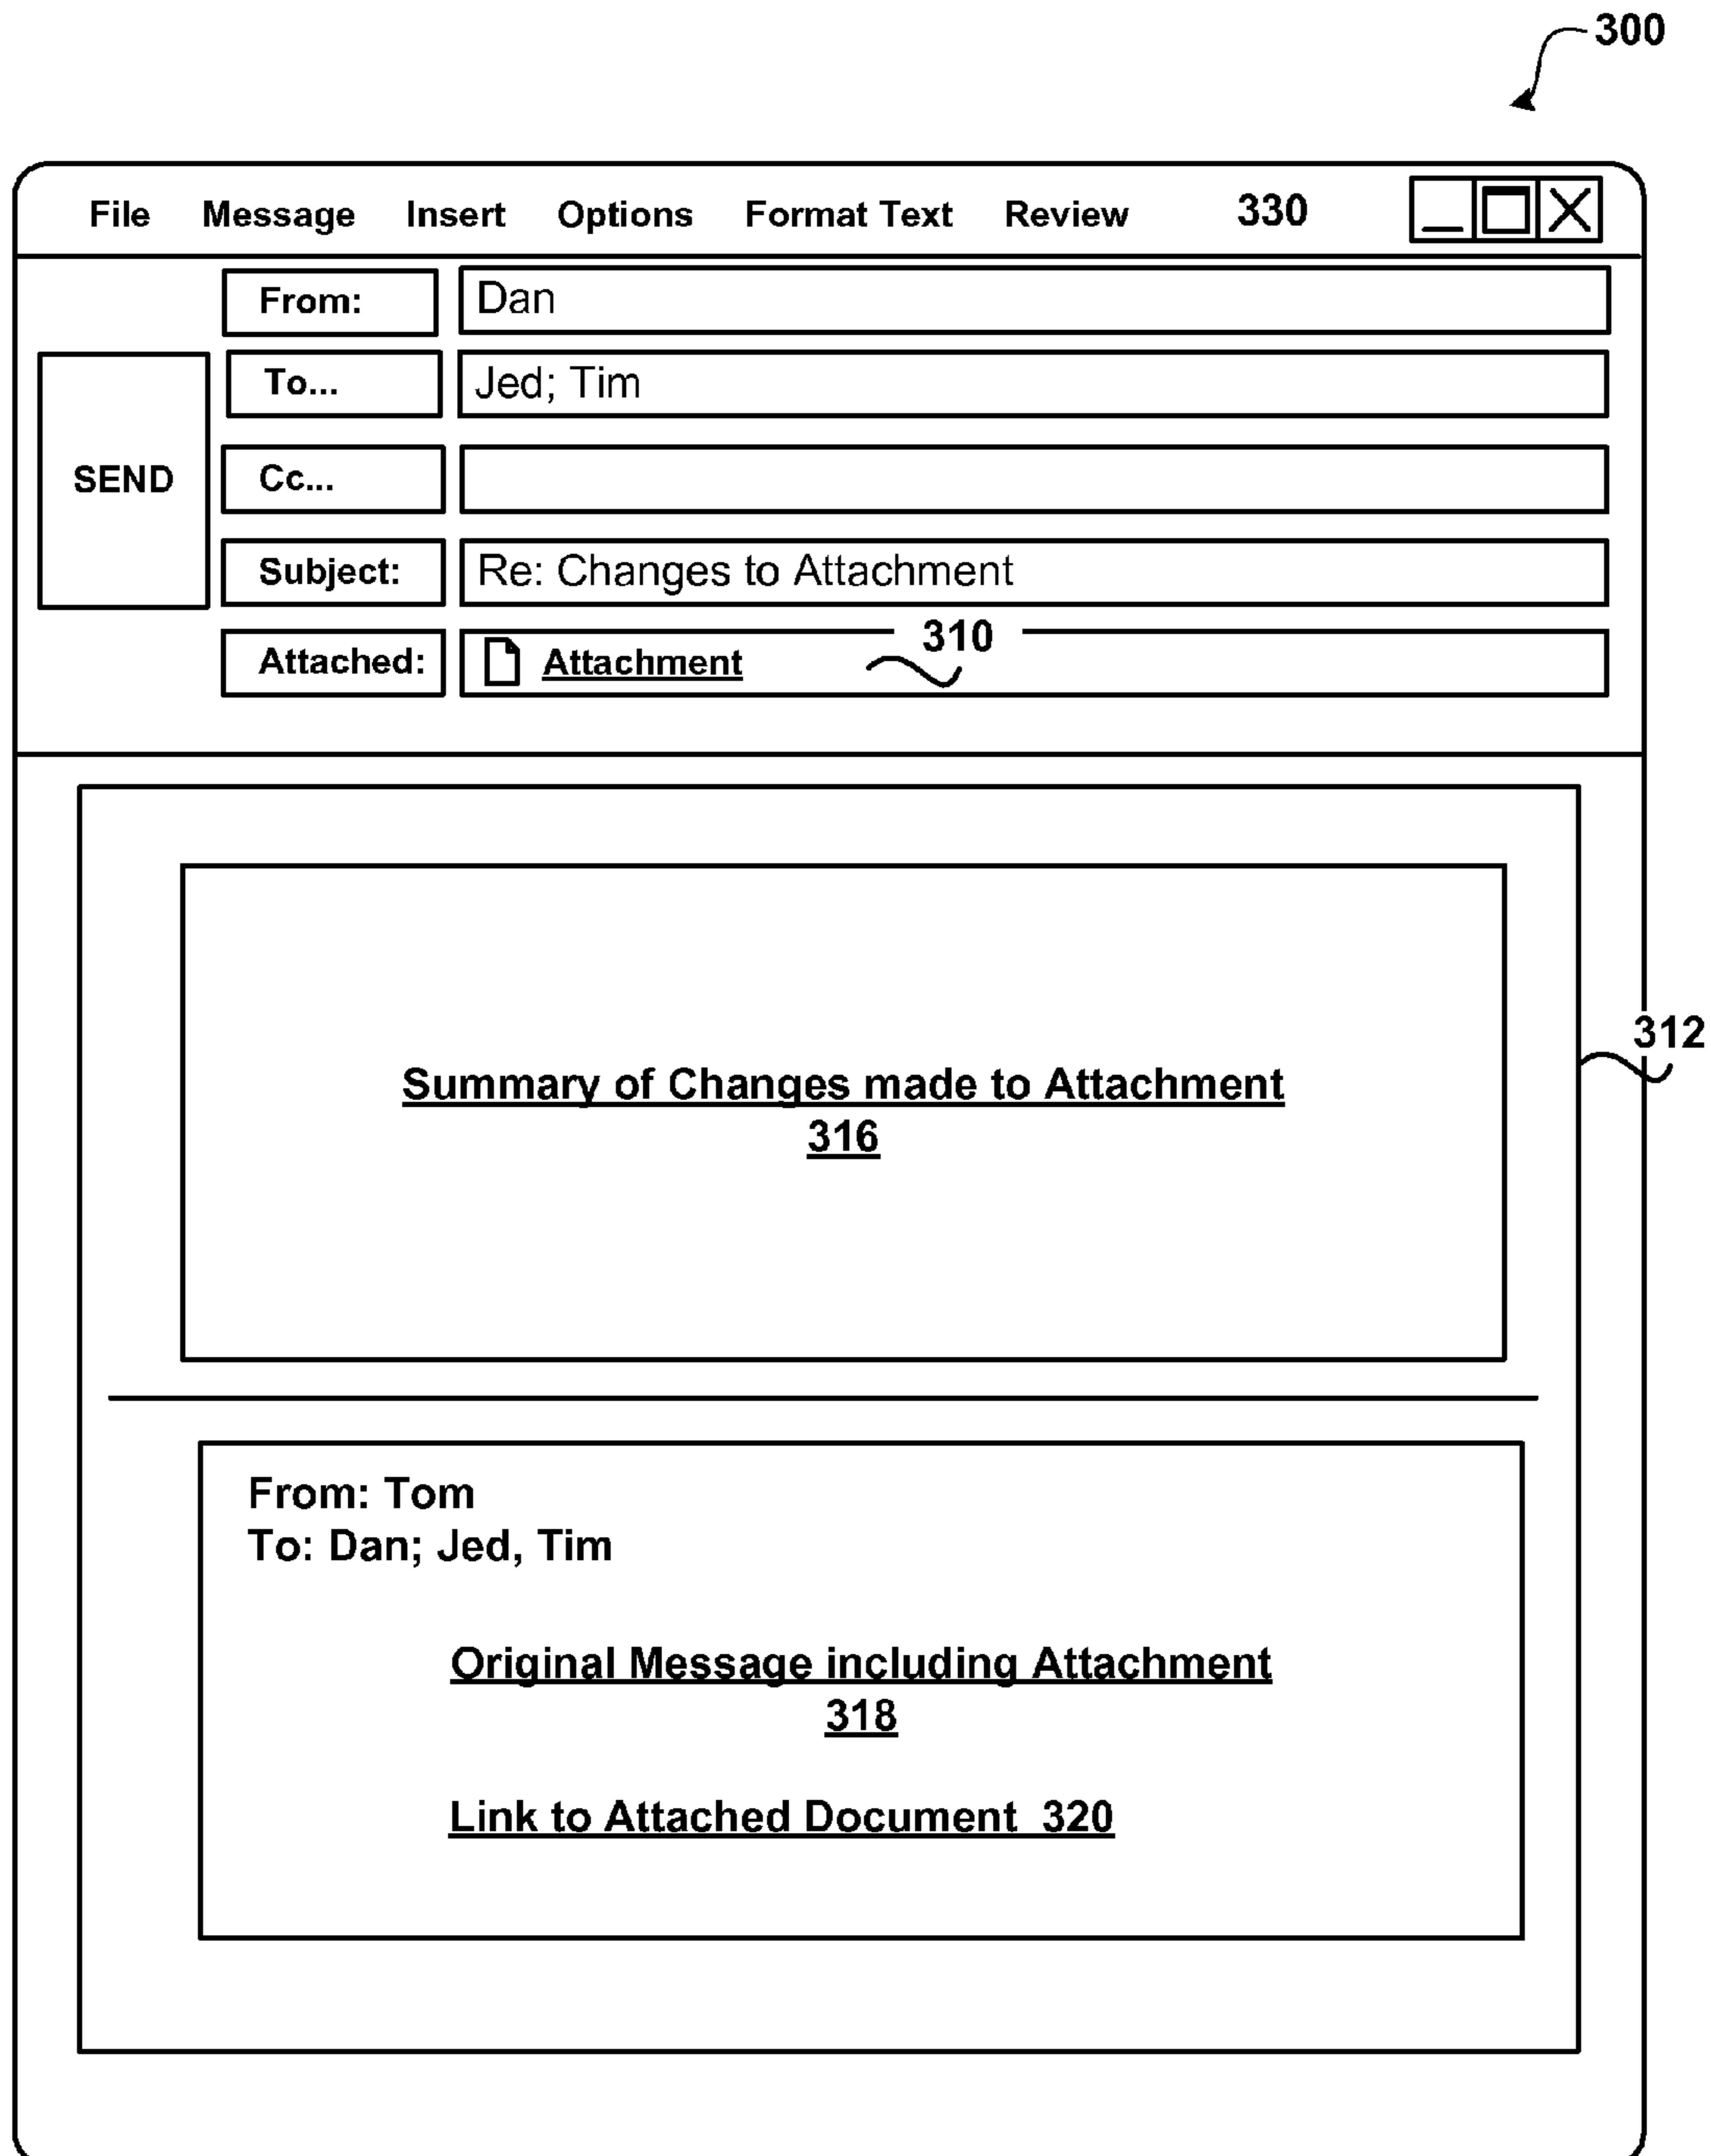 300
File Message Insert Options Format Text Review 330
From: Dan
To... Jed; Tim
SEND Cc...
Subject: Re: Changes to Attachment
310
Attached: Attachment
312
Summary of Changes made to Attachment
316
From: Tom
To: Dan; Jed, Tim
Original Message including Attachment
318
Link to Attached Document 320